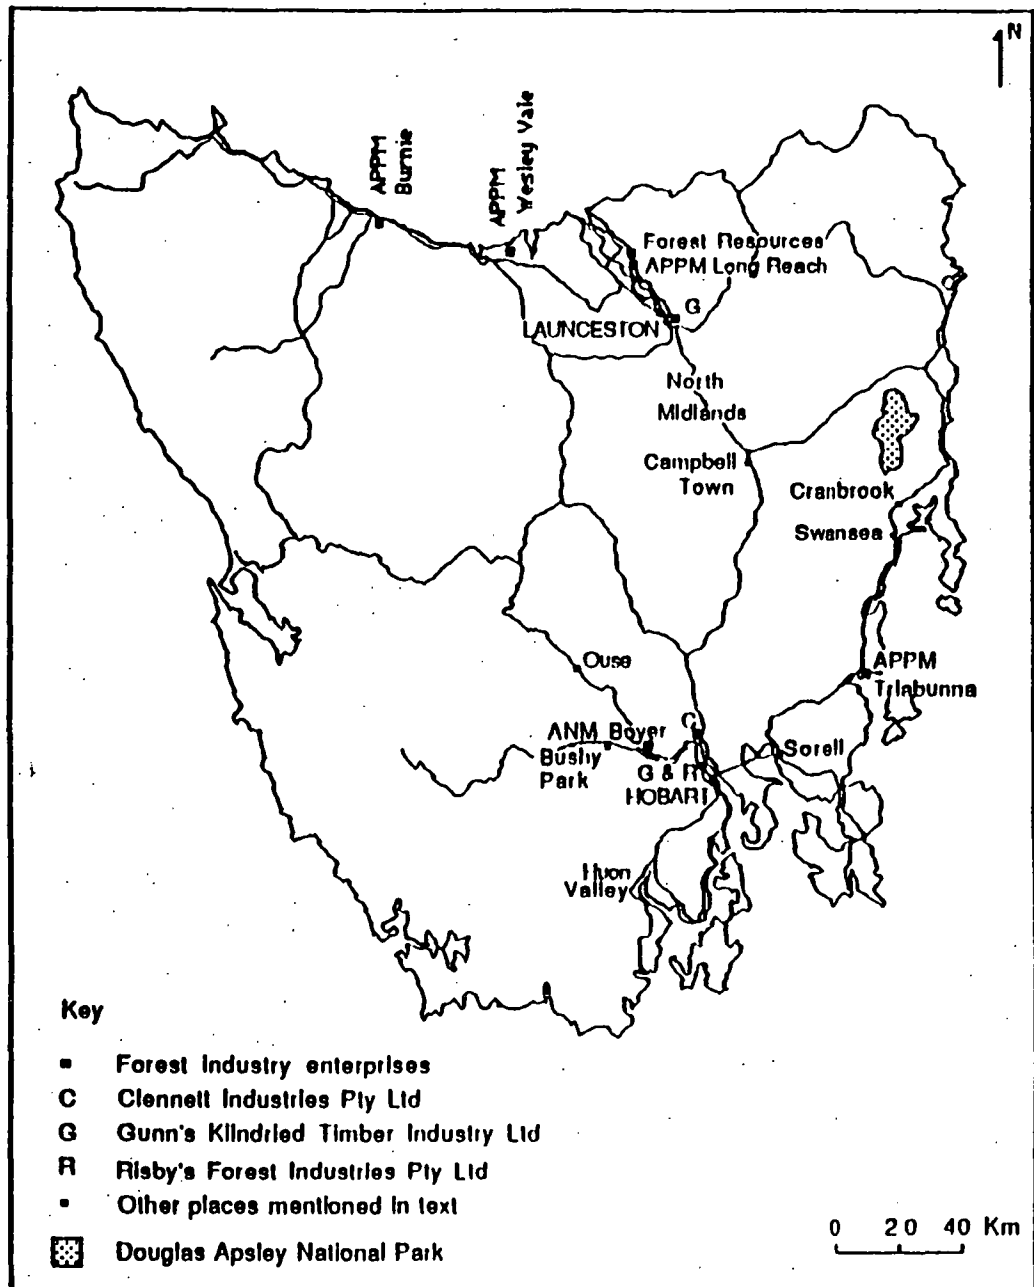 N
APPM
Burnie
APPM
Wesley Vale
Forest Resources
APPM Long Reach
G
LAUNCESTON
North
Midlands
Campbell
Town
Cranbrook
Swansea
Ouse
APPM
Triabunna
C
ANM Boyer
Bushy
Park
G & R
HOBART
Sorell
Huon
Valley
Key
Forest Industry enterprises
C Clennett Industries Pty Ltd
G Gunn's Kilndried Timber Industry Ltd
R Risby's Forest Industries Pty Ltd
Other places mentioned in text
Douglas Apsley National Park
0 20 40 Km